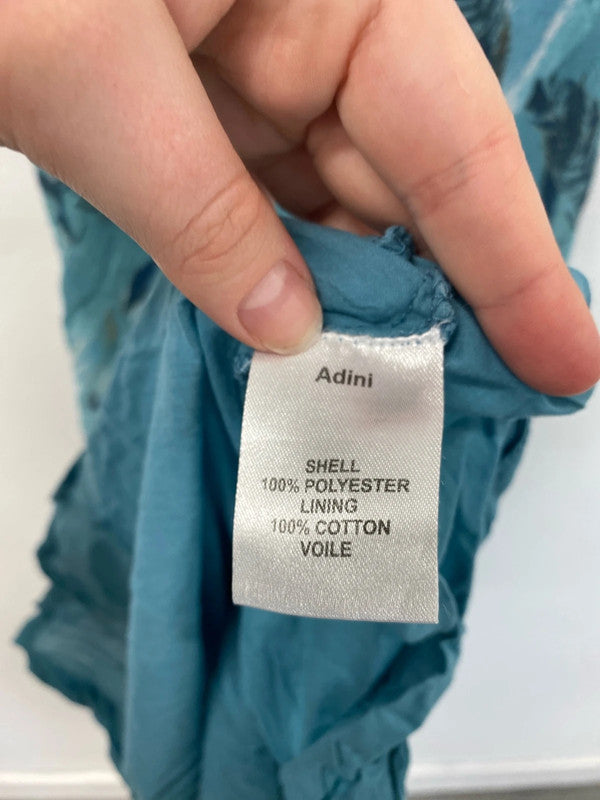 Adini
SHELL
100% POLYESTER
LINING
100% COTTON
VOILE